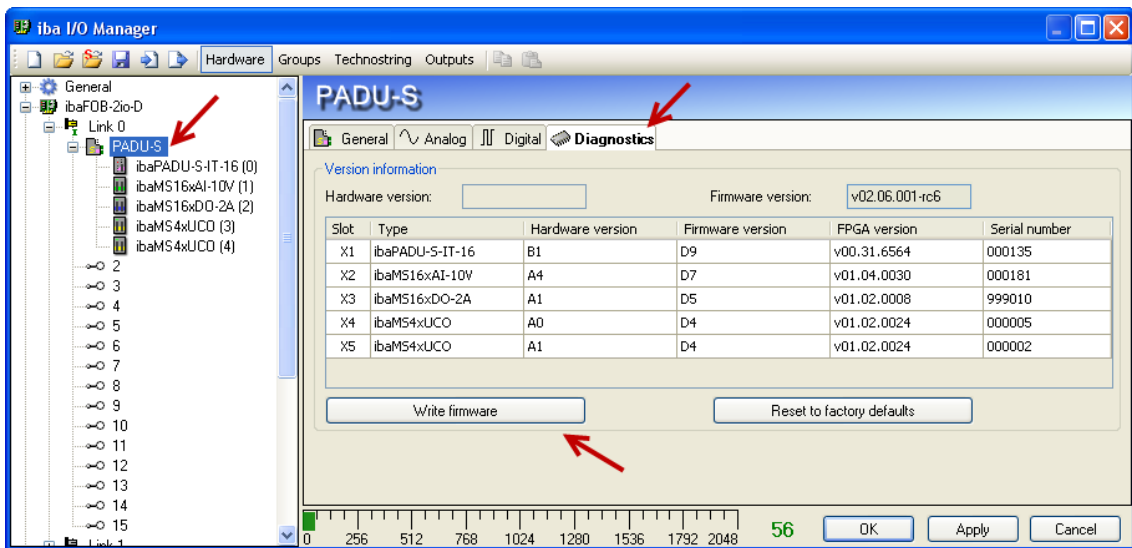 iba I/O Manager
Hardware Groups Technostring Outputs
General
ibaFOB-2io-D
Link 0
PADU-S
ibaPADU-S-IT-16 (0)
ibaMS16xAI-10V (1)
ibaMS16xDO-2A (2)
ibaMS4xUCO (3)
ibaMS4xUCO (4)
2
3
4
5
6
7
8
9
10
11
12
13
14
15
Link 1
PADU-S
General Analog Digital Diagnostics
Version information
Hardware version: Firmware version: v02.06.001-rc6
Slot Type Hardware version Firmware version FPGA version Serial number
X1 ibaPADU-S-IT-16 B1 D9 v00.31.6564 000135
X2 ibaMS16xAI-10V A4 D7 v01.04.0030 000181
X3 ibaMS16xDO-2A A1 D5 v01.02.0008 999010
X4 ibaMS4xUCO A0 D4 v01.02.0024 000005
X5 ibaMS4xUCO A1 D4 v01.02.0024 000002
Write firmware Reset to factory defaults
0 256 512 768 1024 1280 1536 1792 2048 56 OK Apply Cancel